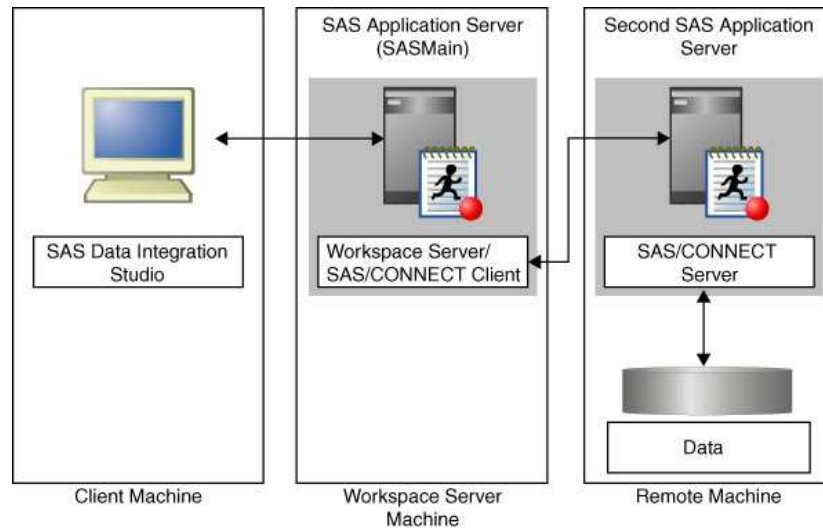 SAS Application Server
(SASMain)
Second SAS Application
Server
SAS Data Integration
Studio
Workspace Server/
SAS/CONNECT Client
SAS/CONNECT
Server
Data
Client Machine
Workspace Server
Machine
Remote Machine